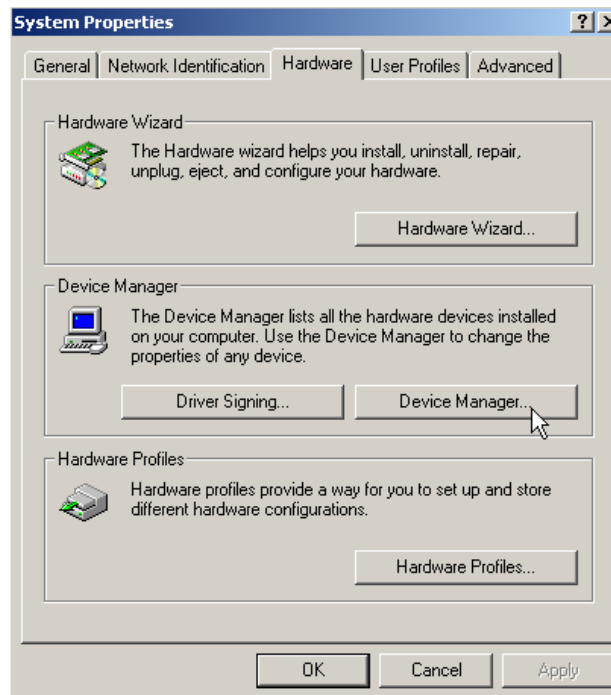 System Properties
General
Network Identification
Hardware
User Profiles
Advanced
Hardware Wizard
The Hardware wizard helps you install, uninstall, repair,
unplug, eject, and configure your hardware.
Hardware Wizard...
Device Manager
The Device Manager lists all the hardware devices installed
on your computer. Use the Device Manager to change the
properties of any device.
Driver Signing...
Device Manager...
Hardware Profiles
Hardware profiles provide a way for you to set up and store
different hardware configurations.
Hardware Profiles...
OK
Cancel
Apply